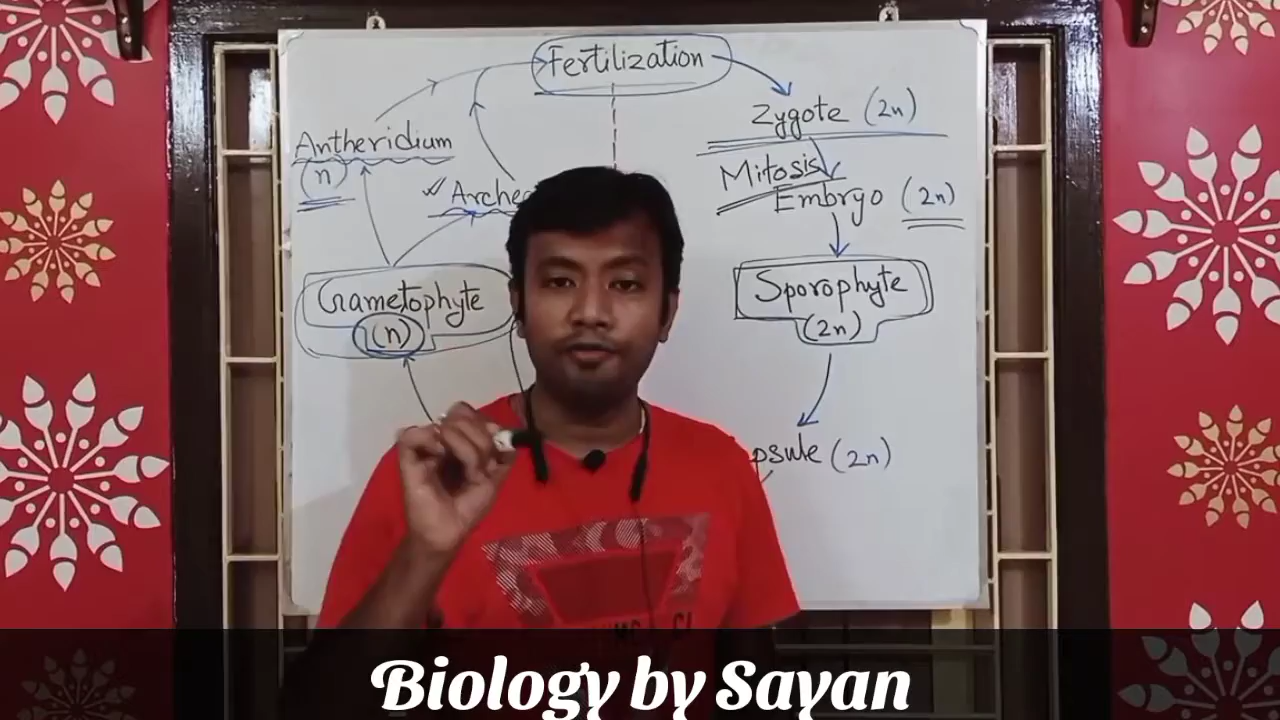 Fertilization
Zygote (2n)
Antheridium
(n)
Mitosis
Embryo (2n)
Gametophyte
(n)
Sporophyte
(2n)
(2n)
Biology by Sayan